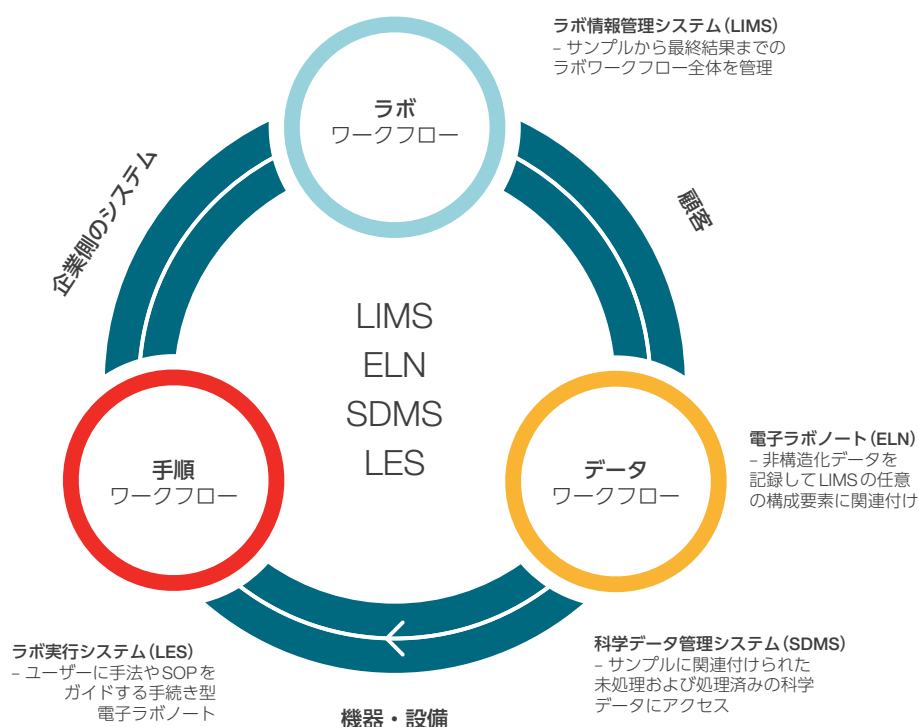 ラボ情報管理システム(LIMS)
– サンプルから最終結果までの
ラボワークフロー全体を管理
ラボ
ワークフロー
企業側のシステム
顧客
LIMS
ELN
SDMS
LES
手順
ワークフロー
データ
ワークフロー
電子ラボノート(ELN)
– 非構造化データを
記録してLIMSの任意
の構成要素に関連付け
ラボ実行システム(LES)
– ユーザーに手法やSOPを
ガイドする手続き型
電子ラボノート
科学データ管理システム(SDMS)
– サンプルに関連付けられた
未処理および処理済みの科学
データにアクセス
機器・設備